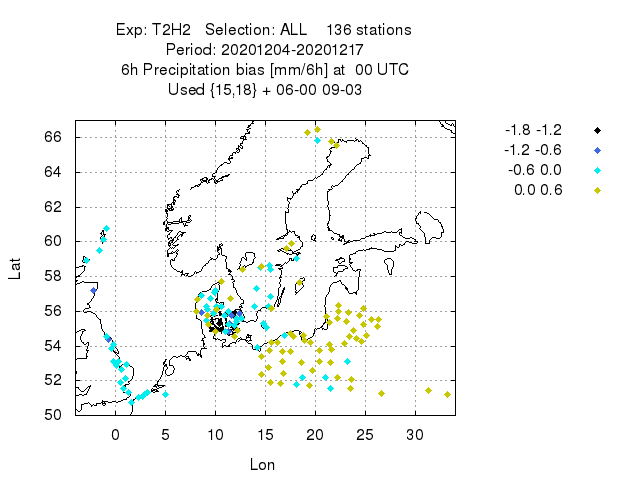 Exp: T2H2 Selection: ALL 136 stations
Period: 20201204-20201217
6h Precipitation bias [mm/6h] at 00 UTC
Used {15,18} + 06-00 09-03
-1.8 -1.2
-1.2 -0.6
-0.6 0.0
0.0 0.6
66
64
62
60
58
56
54
52
50
Lat
0 5 10 15 20 25 30
Lon